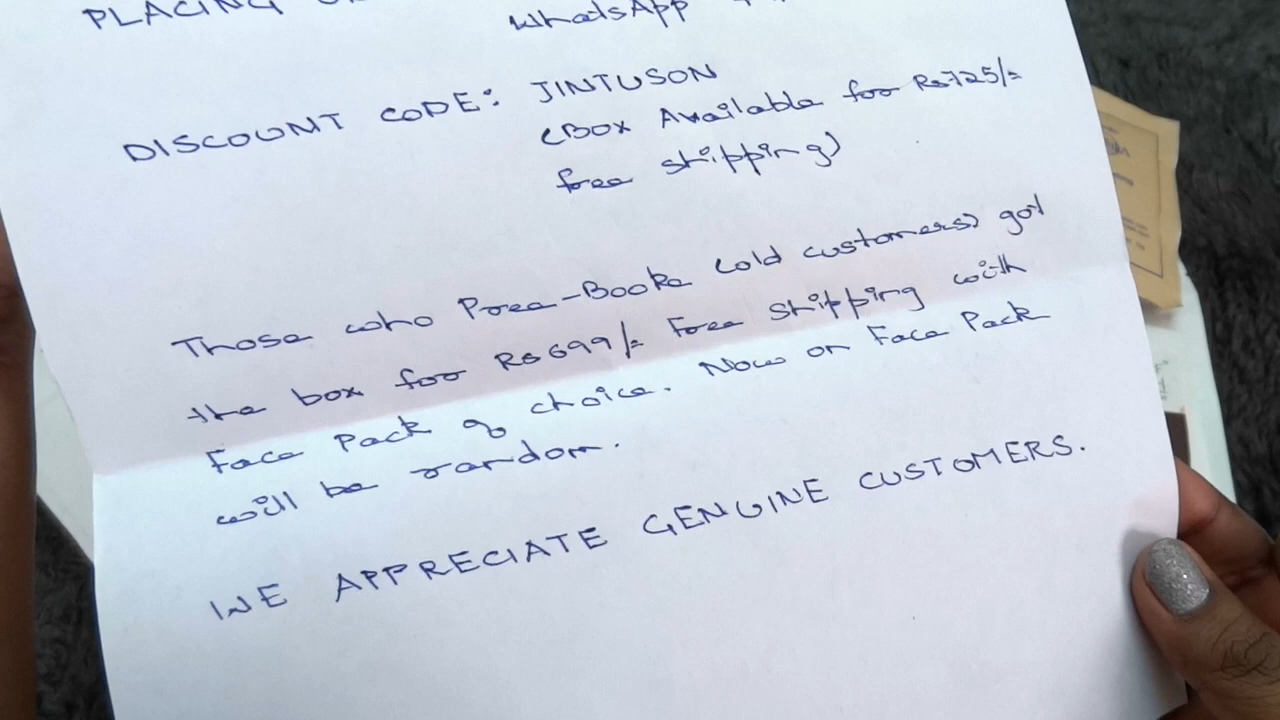 PLACING
WhatsApp
DISCOUNT CODE: JINTUSON
(Box Available for Rs725/=
free shipping)
Those who Pree-Booke (old customers) got
the box for Rs699/= Free shipping with
Face Pack of choice. Now on Face Pack
will be random.
WE APPRECIATE GENUINE CUSTOMERS.